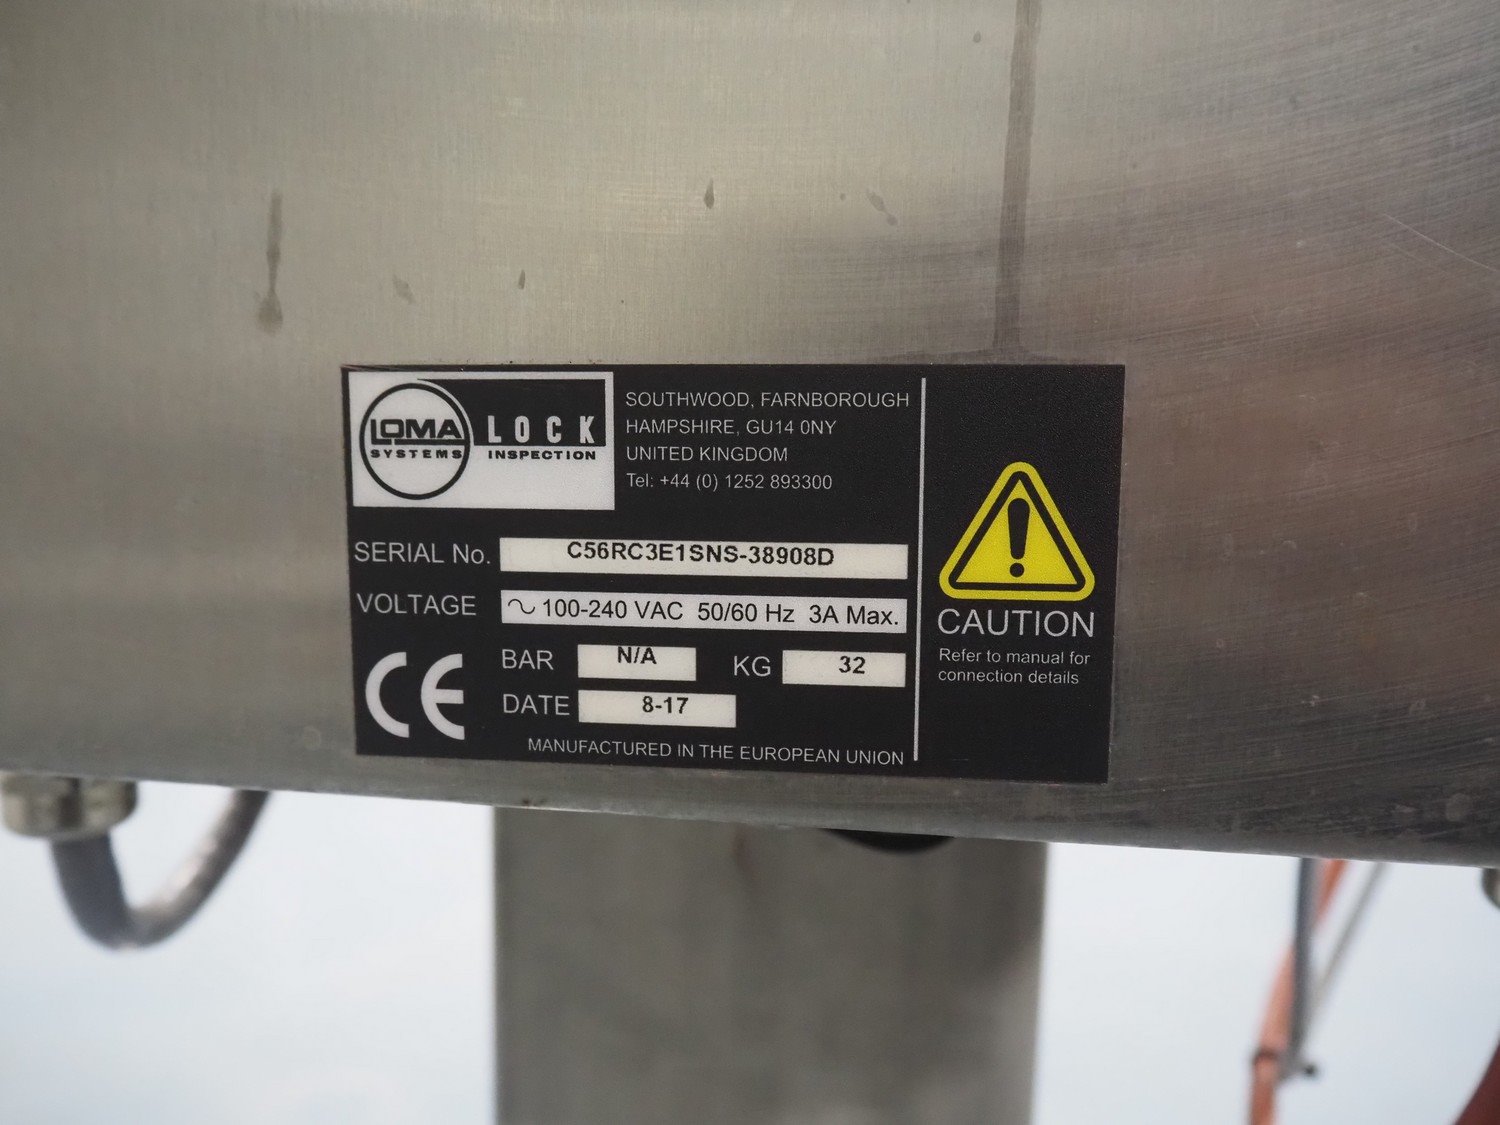 LOMA
SYSTEMS
LOCK
INSPECTION
SOUTHWOOD, FARNBOROUGH
HAMPSHIRE, GU14 0NY
UNITED KINGDOM
Tel: +44 (0) 1252 893300
SERIAL No. C56RC3E1SNS-38908D
VOLTAGE ~ 100-240 VAC 50/60 Hz 3A Max.
BAR N/A KG 32
DATE 8-17
CE
MANUFACTURED IN THE EUROPEAN UNION
!
CAUTION
Refer to manual for
connection details